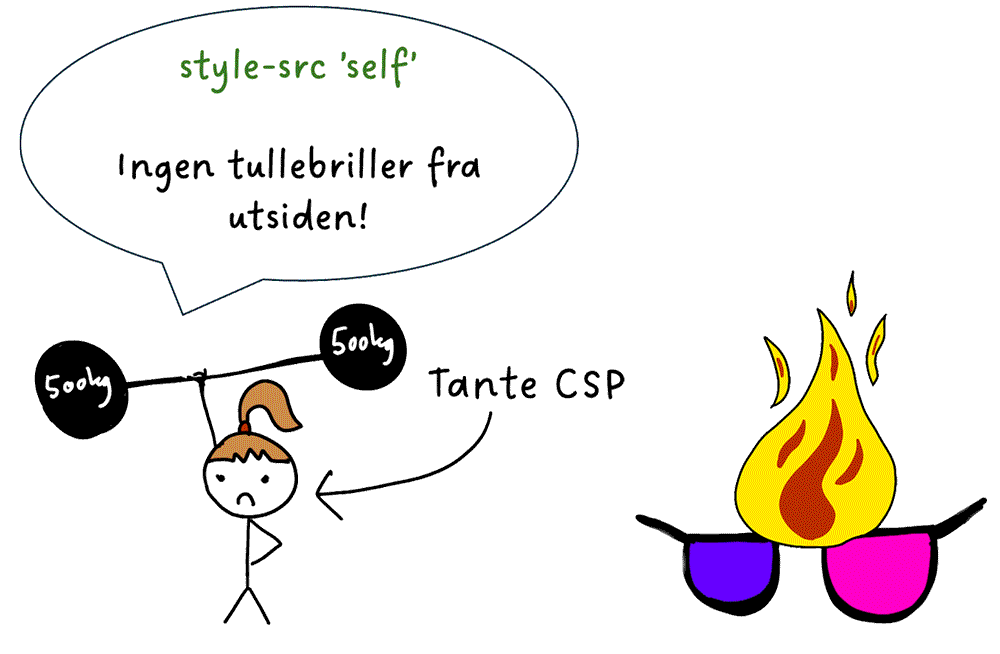 style-src 'self'
Ingen tullebriller fra
utsiden!
500kg
500kg
Tante CSP